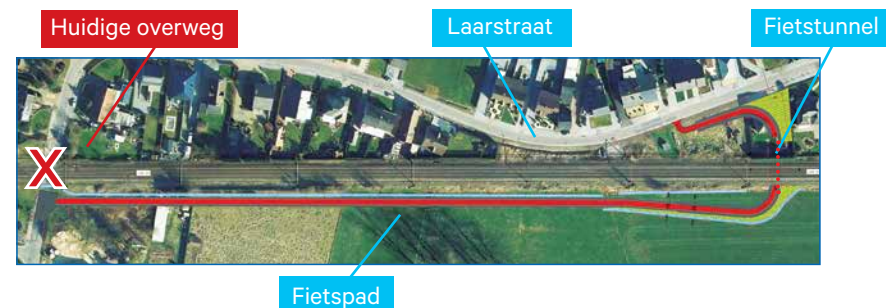 Huidige overweg
Laarstraat
Fietstunnel
X
Fietspad